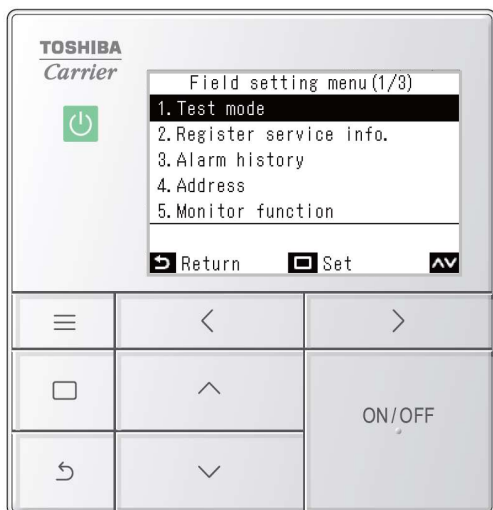 TOSHIBA
Carrier
Field setting menu(1/3)
1.Test mode
2.Register service info.
3.Alarm history
4.Address
5.Monitor function
Return Set
ON/OFF